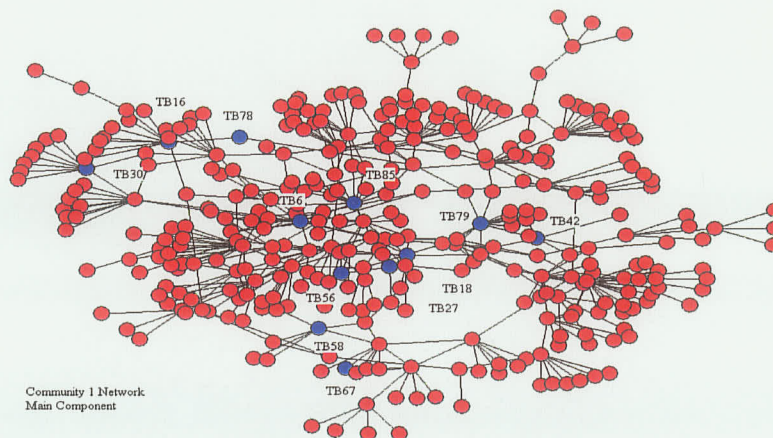 TB16
TB78
TB30
TB85
TB6
TB79
TB42
TB18
TB56
TB27
TB58
TB67
Community 1 Network
Main Component